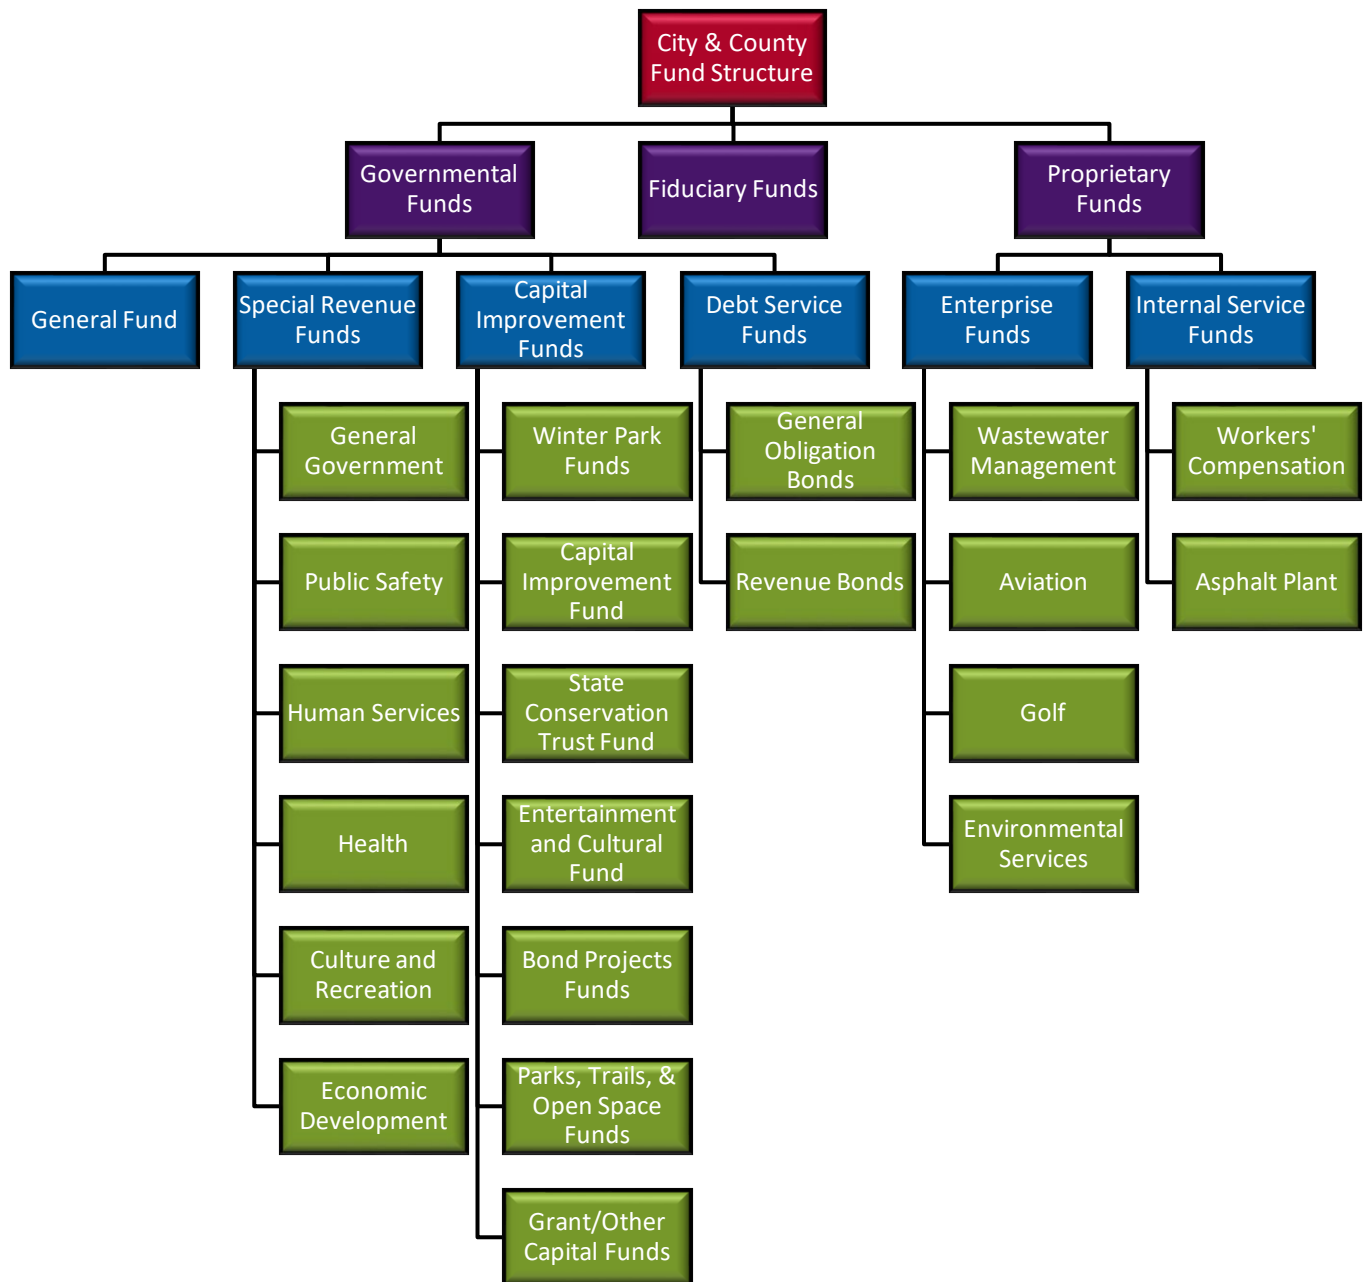 City & County
Fund Structure
Governmental
Funds
Fiduciary Funds
Proprietary
Funds
General Fund
Special Revenue
Funds
Capital
Improvement
Funds
Debt Service
Funds
Enterprise
Funds
Internal Service
Funds
General
Government
Public Safety
Human Services
Health
Culture and
Recreation
Economic
Development
Winter Park
Funds
Capital
Improvement
Fund
State
Conservation
Trust Fund
Entertainment
and Cultural
Fund
Bond Projects
Funds
Parks, Trails, &
Open Space
Funds
Grant/Other
Capital Funds
General
Obligation
Bonds
Revenue Bonds
Wastewater
Management
Aviation
Golf
Environmental
Services
Workers'
Compensation
Asphalt Plant